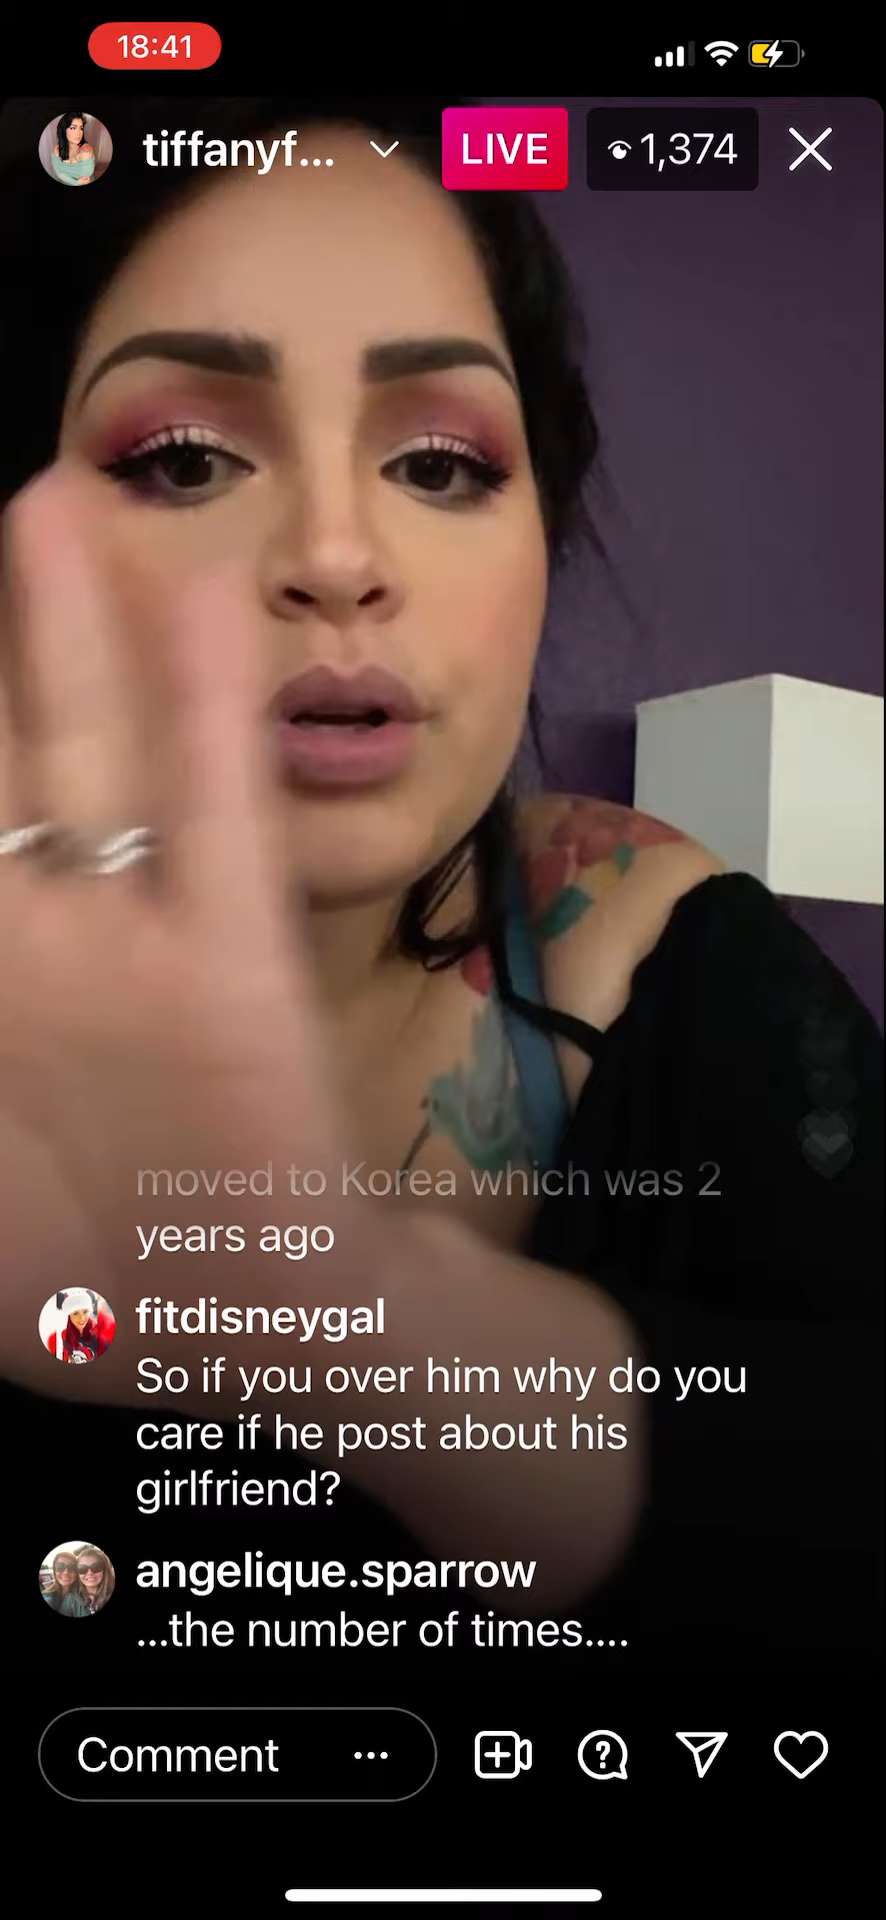 18:41
tiffanyf...
LIVE
1,374
moved to Korea which was 2
years ago
fitdisneygal
So if you over him why do you
care if he post about his
girlfriend?
angelique.sparrow
...the number of times....
Comment